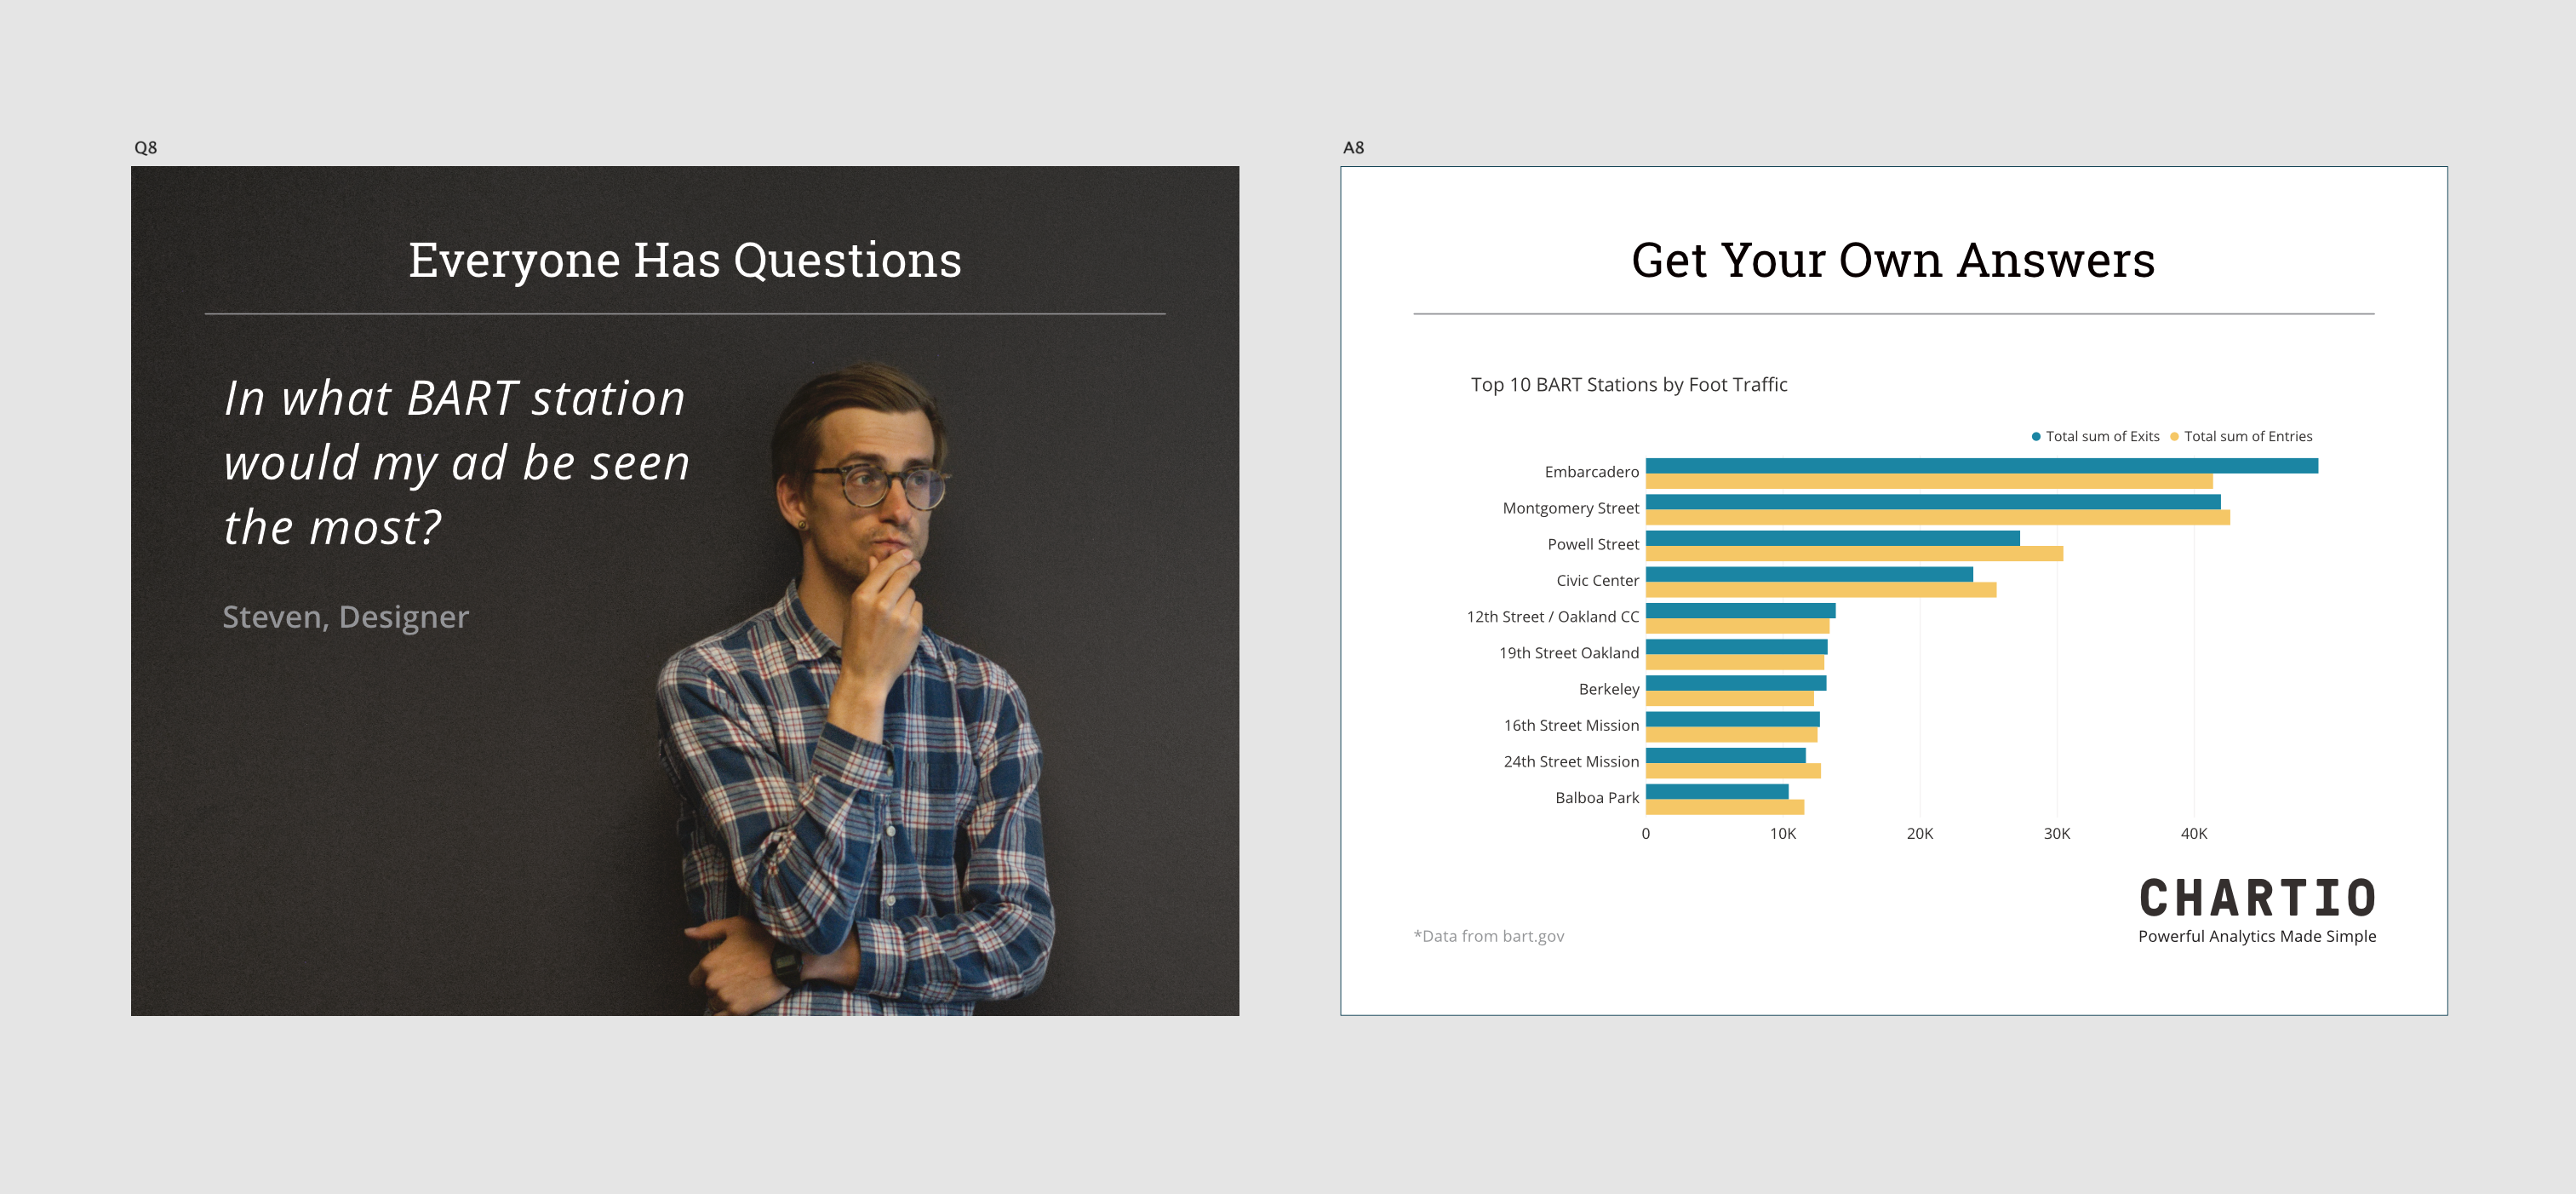 Q8
Everyone Has Questions
In what BART station
would my ad be seen
the most?
Steven, Designer
A8
Get Your Own Answers
Top 10 BART Stations by Foot Traffic
Total sum of Exits Total sum of Entries
Embarcadero
Montgomery Street
Powell Street
Civic Center
12th Street / Oakland CC
19th Street Oakland
Berkeley
16th Street Mission
24th Street Mission
Balboa Park
0 10K 20K 30K 40K
*Data from bart.gov
CHARTIO
Powerful Analytics Made Simple